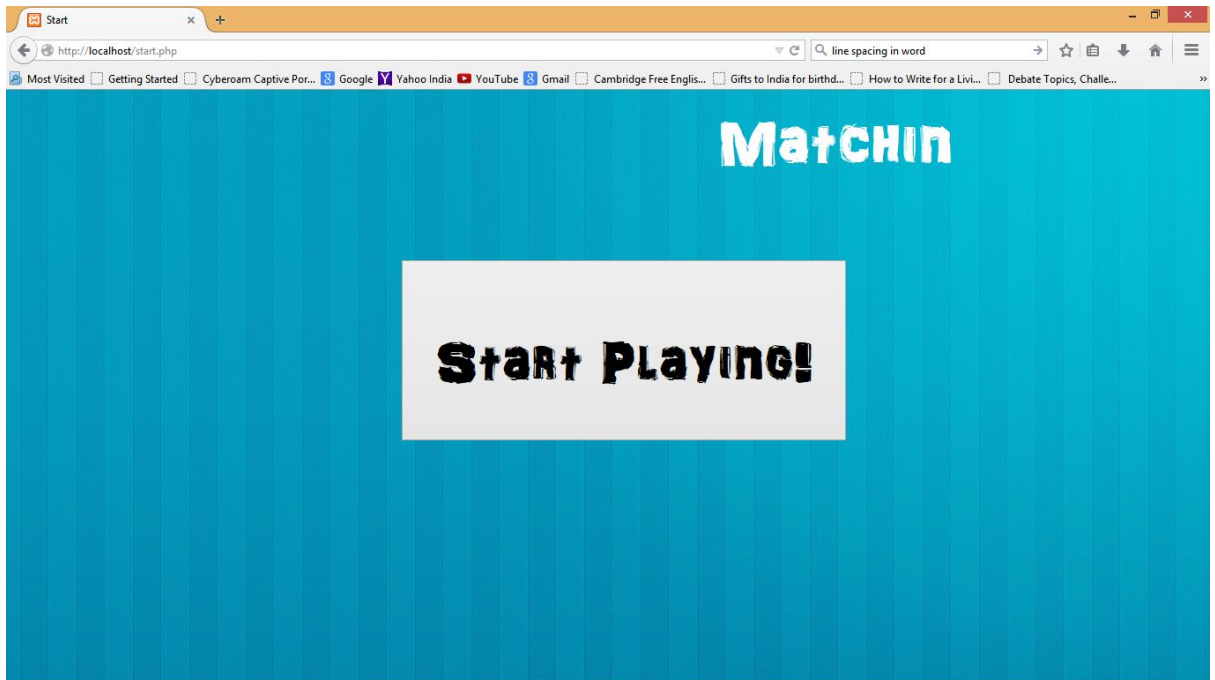 Start
http://localhost/start.php
line spacing in word
Most Visited Getting Started Cyberoam Captive Por... Google Yahoo India YouTube Gmail Cambridge Free Englis... Gifts to India for birthd... How to Write for a Livi... Debate Topics, Challe...
Matchin
Start Playing!